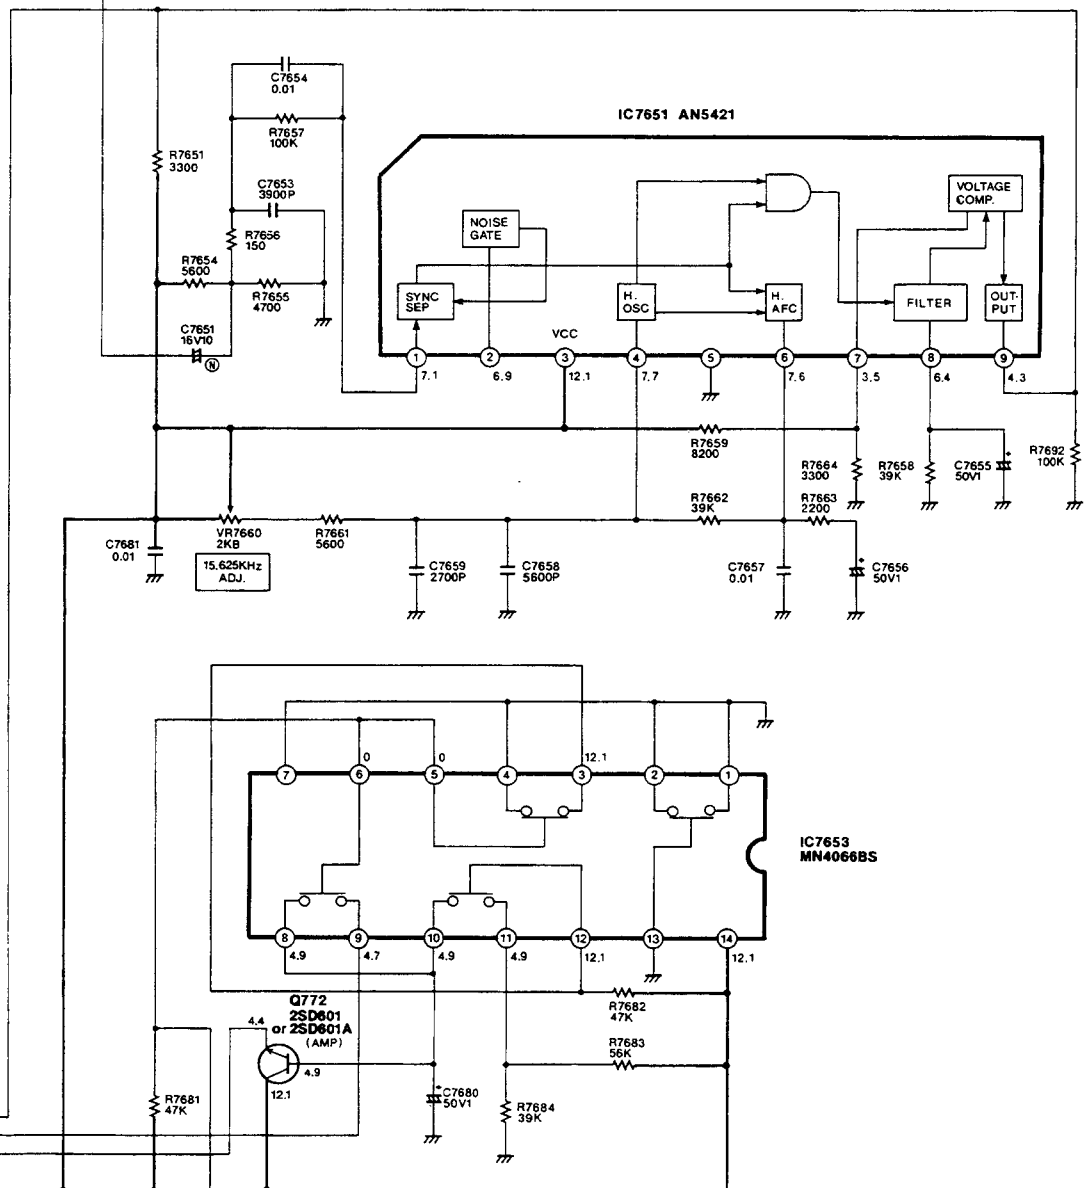 C7654
0.01
R7657
100K
IC7651 AN5421
R7651
3300
C7653
3900P
R7656
150
R7654
5600
R7655
4700
C7651
16V10
N
NOISE
GATE
SYNC
SEP
H.
OSC
H.
AFC
VOLTAGE
COMP.
FILTER
OUT-
PUT
VCC
1
2
3
4
5
6
7
8
9
7.1
6.9
12.1
7.7
7.6
3.5
6.4
4.3
R7659
8200
R7664
3300
R7658
39K
C7655
50V1
+
R7692
100K
C7681
0.01
VR7660
2KB
15.625KHz
ADJ.
R7661
5600
C7659
2700P
C7658
5600P
R7662
39K
R7663
2200
C7657
0.01
C7656
50V1
+
0
0
12.1
7
6
5
4
3
2
1
IC7653
MN4066BS
8
9
10
11
12
13
14
4.9
4.7
4.9
4.9
12.1
12.1
Q772
2SD601
or 2SD601A
(AMP)
4.4
4.9
12.1
R7682
47K
R7683
56K
R7681
47K
C7680
50V1
+
R7684
39K